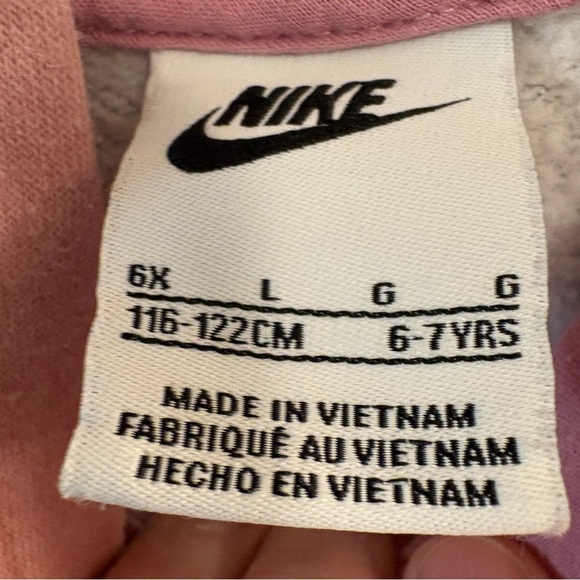 NIKE
6X L G G
116-122CM 6-7YRS
MADE IN VIETNAM
FABRIQUÉ AU VIETNAM
HECHO EN VIETNAM